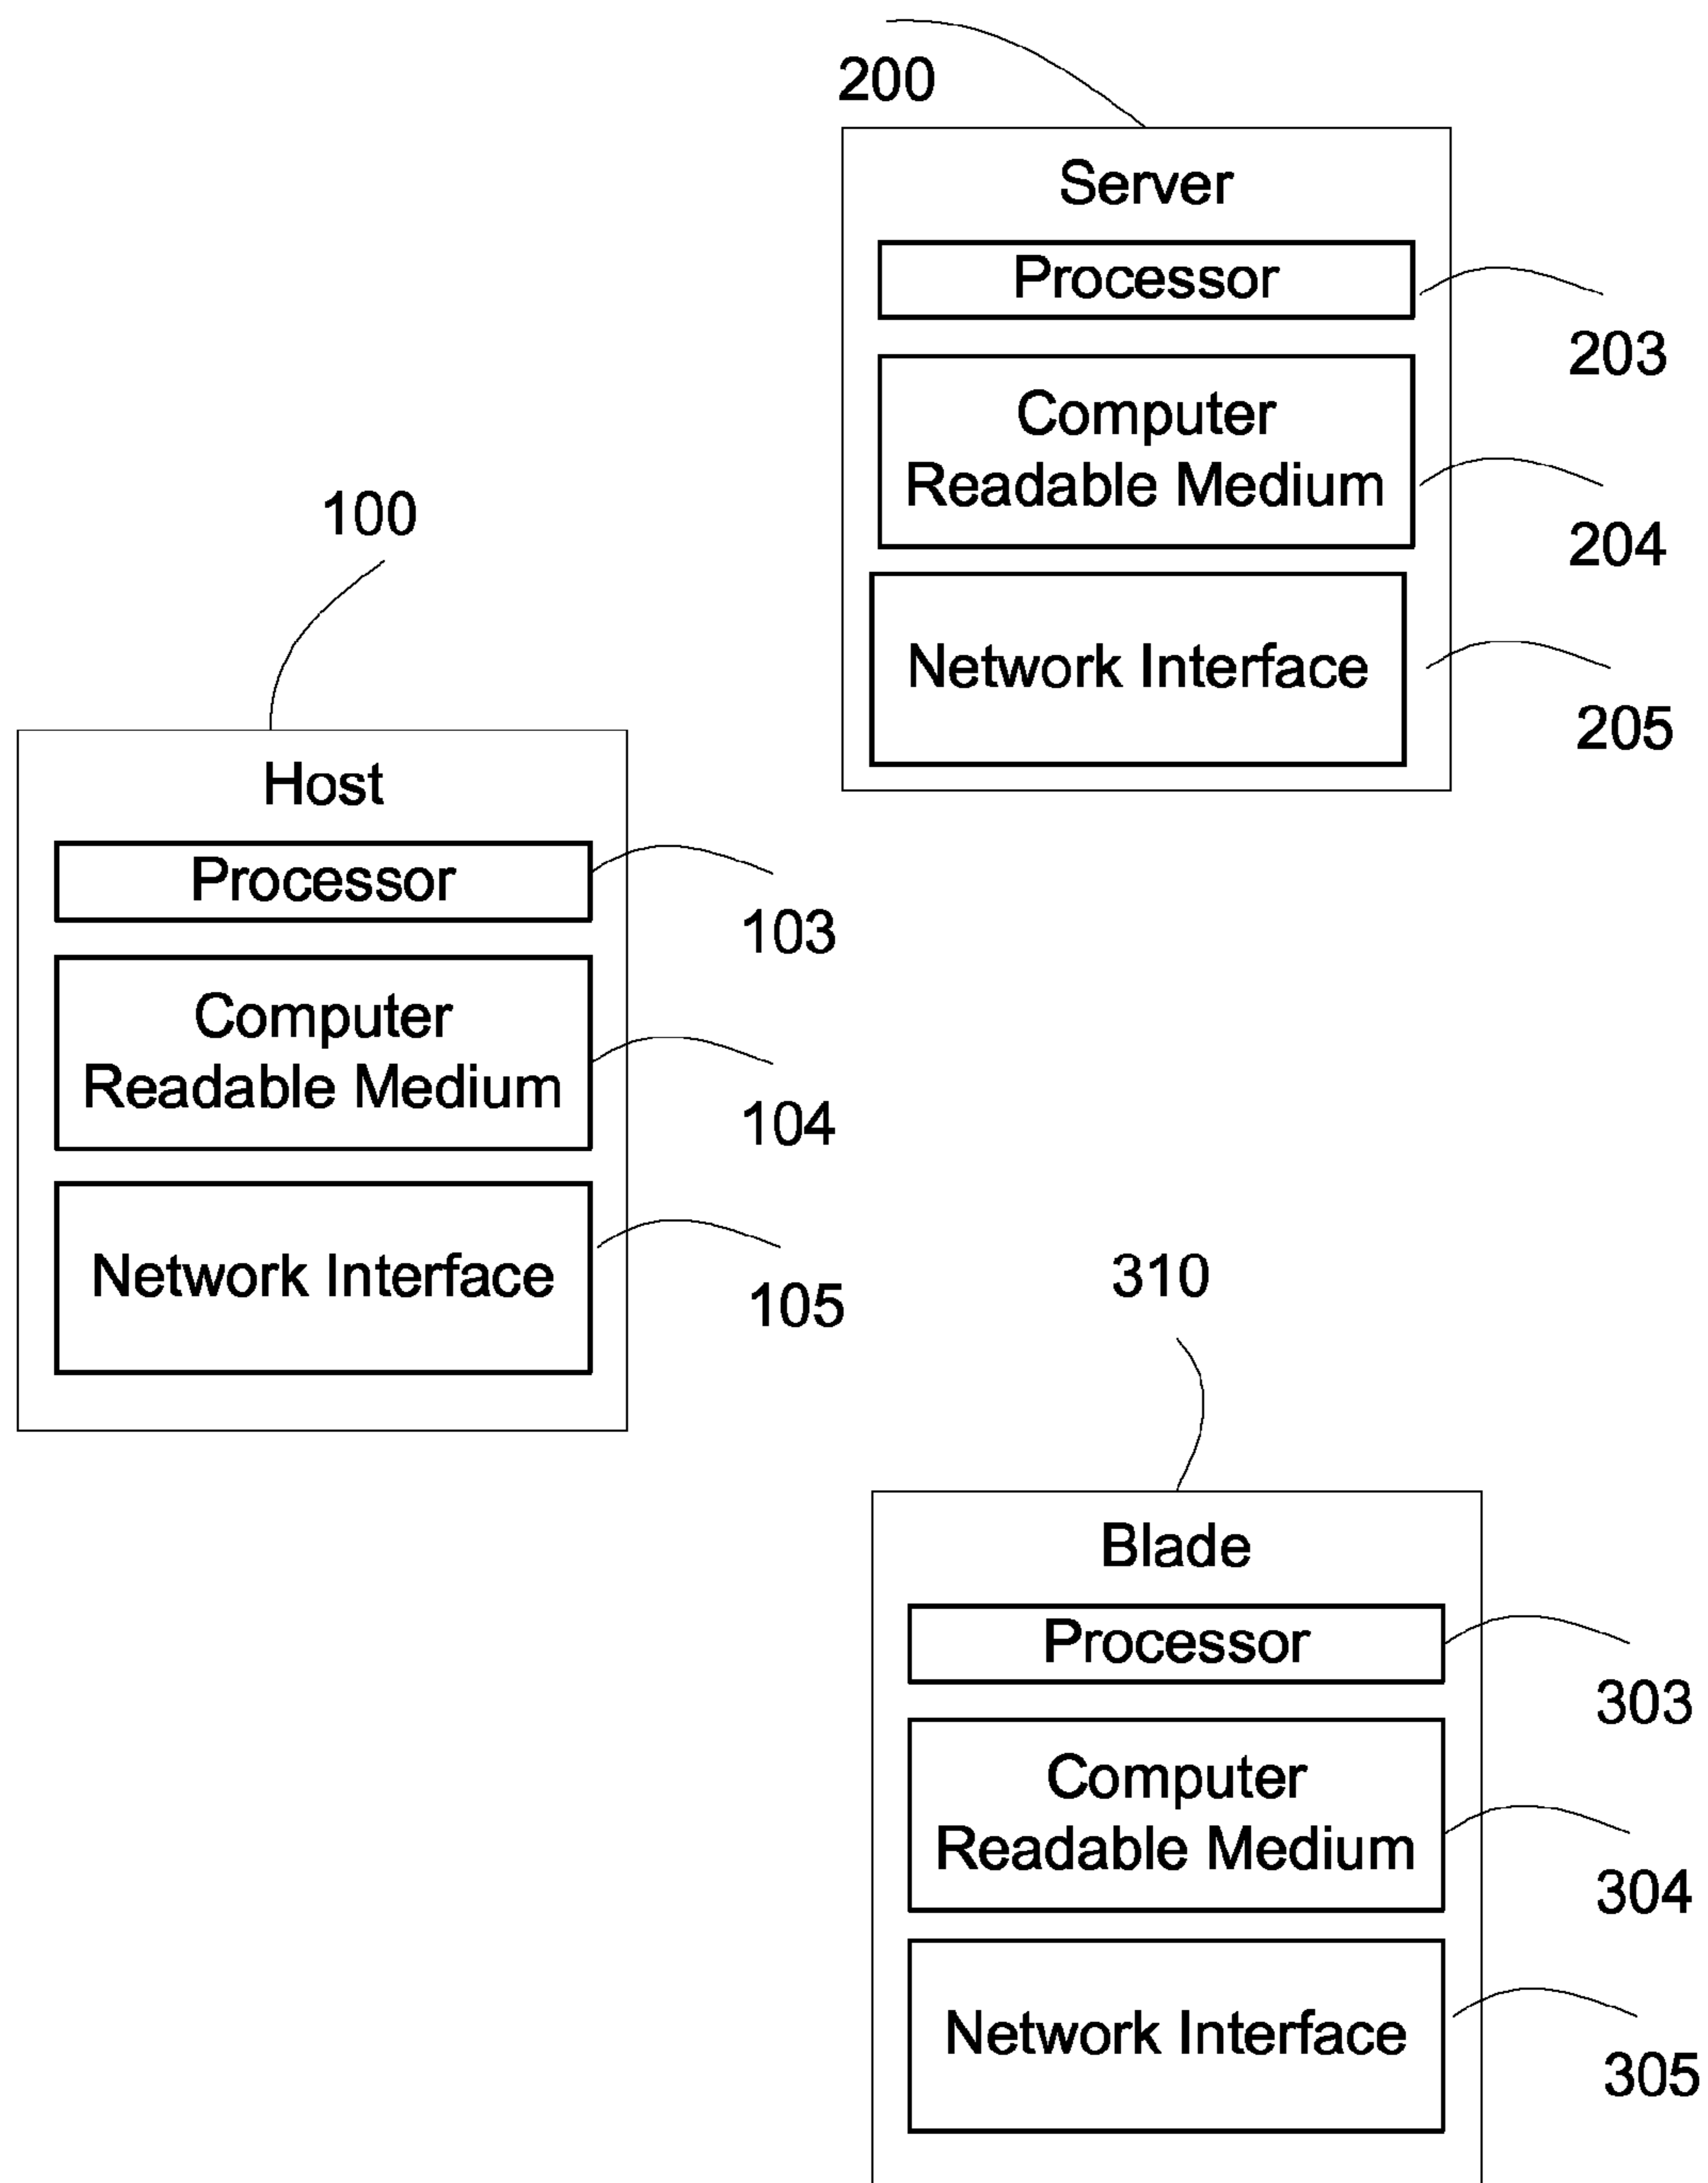 200
Server
Processor
203
Computer
Readable Medium
204
Network Interface
205
100
Host
Processor
103
Computer
Readable Medium
104
Network Interface
105
310
Blade
Processor
303
Computer
Readable Medium
304
Network Interface
305